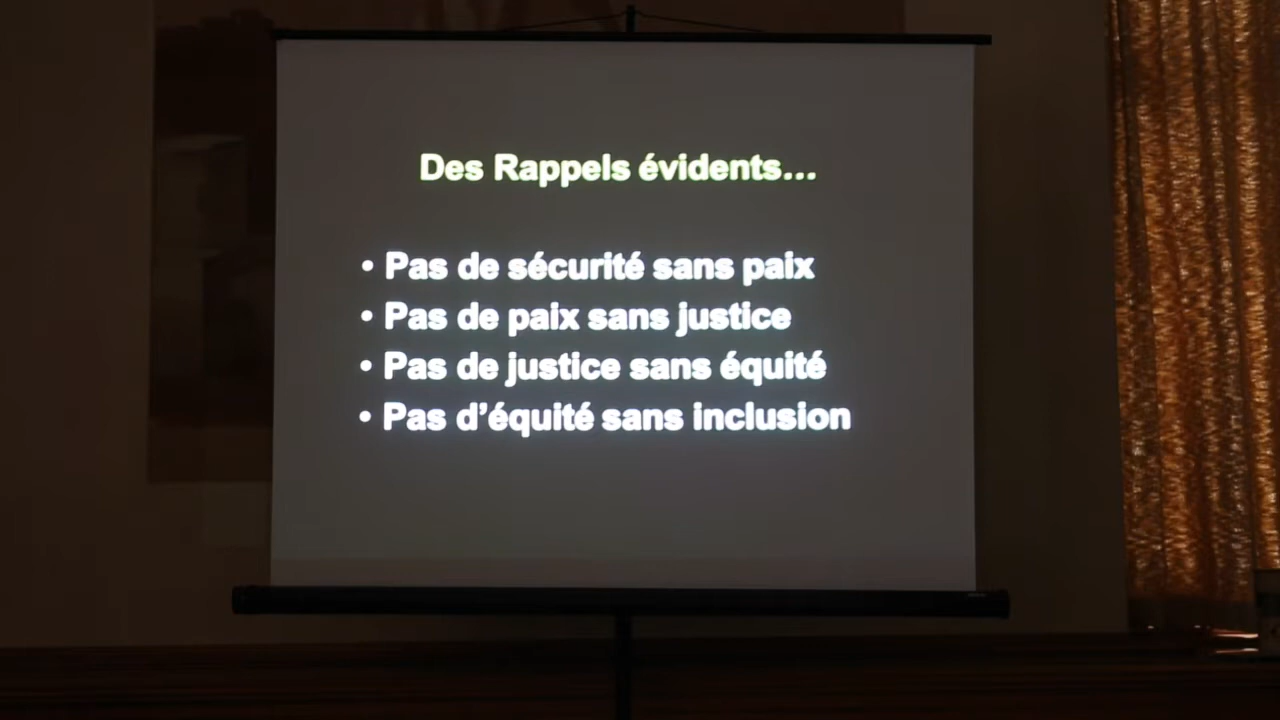 Des Rappels évidents...
• Pas de sécurité sans paix
• Pas de paix sans justice
• Pas de justice sans équité
• Pas d’équité sans inclusion